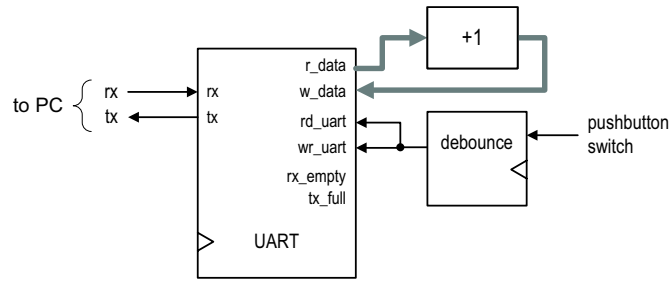 to PC
rx
tx
rx
tx
r_data
w_data
rd_uart
wr_uart
rx_empty
tx_full
UART
+1
debounce
pushbutton
switch